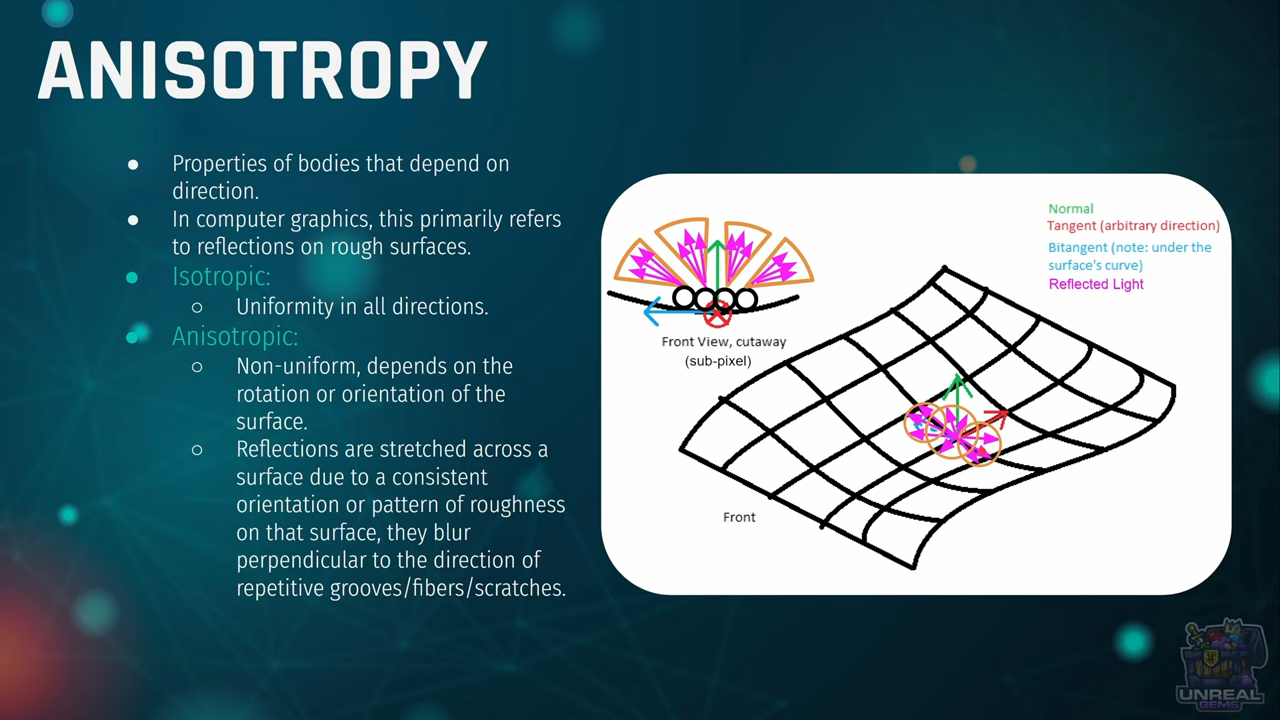 ANISOTROPY
● Properties of bodies that depend on
direction.
● In computer graphics, this primarily refers
to reflections on rough surfaces.
● Isotropic:
○ Uniformity in all directions.
● Anisotropic:
○ Non-uniform, depends on the
rotation or orientation of the
surface.
○ Reflections are stretched across a
surface due to a consistent
orientation or pattern of roughness
on that surface, they blur
perpendicular to the direction of
repetitive grooves/fibers/scratches.
Normal
Tangent (arbitrary direction)
Bitangent (note: under the
surface's curve)
Reflected Light
Front View, cutaway
(sub-pixel)
Front
UNREAL
GEMS